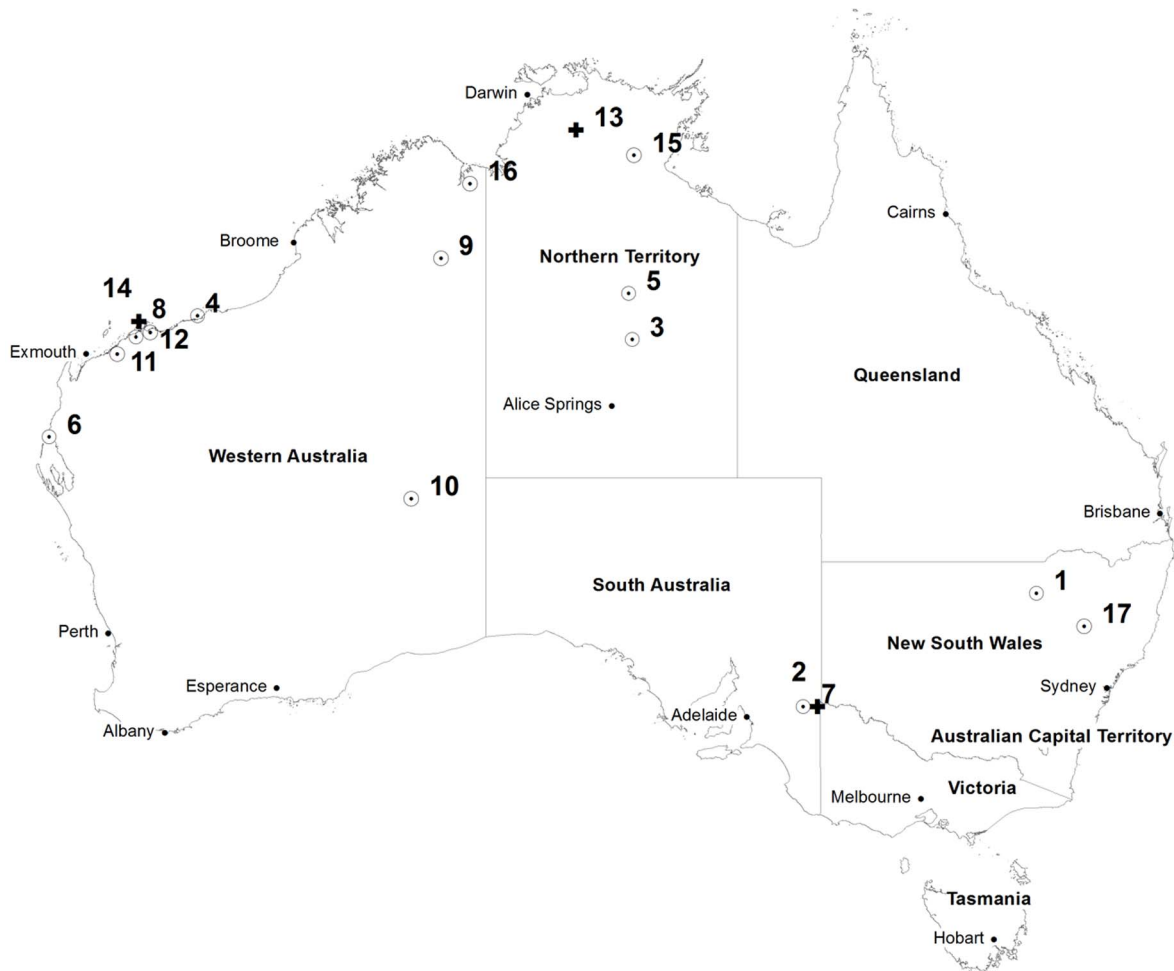 Darwin
13
15
16
Cairns
Broome
9
Northern Territory
5
14
8
4
3
12
Exmouth
11
Queensland
Alice Springs
6
Western Australia
10
Brisbane
South Australia
1
17
Perth
New South Wales
2
7
Esperance
Sydney
Adelaide
Albany
Australian Capital Territory
Victoria
Melbourne
Tasmania
Hobart